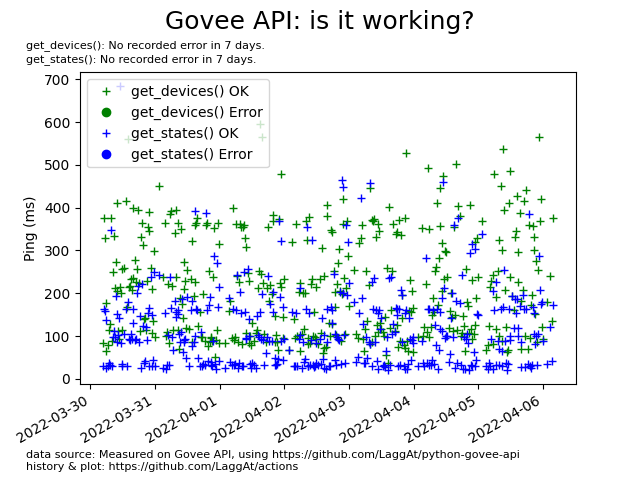 Govee API: is it working?
get_devices(): No recorded error in 7 days.
get_states(): No recorded error in 7 days.
700
600
500
400
300
200
100
0
Ping (ms)
get_devices() OK
get_devices() Error
get_states() OK
get_states() Error
2022-03-30
2022-03-31
2022-04-01
2022-04-02
2022-04-03
2022-04-04
2022-04-05
2022-04-06
data source: Measured on Govee API, using https://github.com/LaggAt/python-govee-api
history & plot: https://github.com/LaggAt/actions